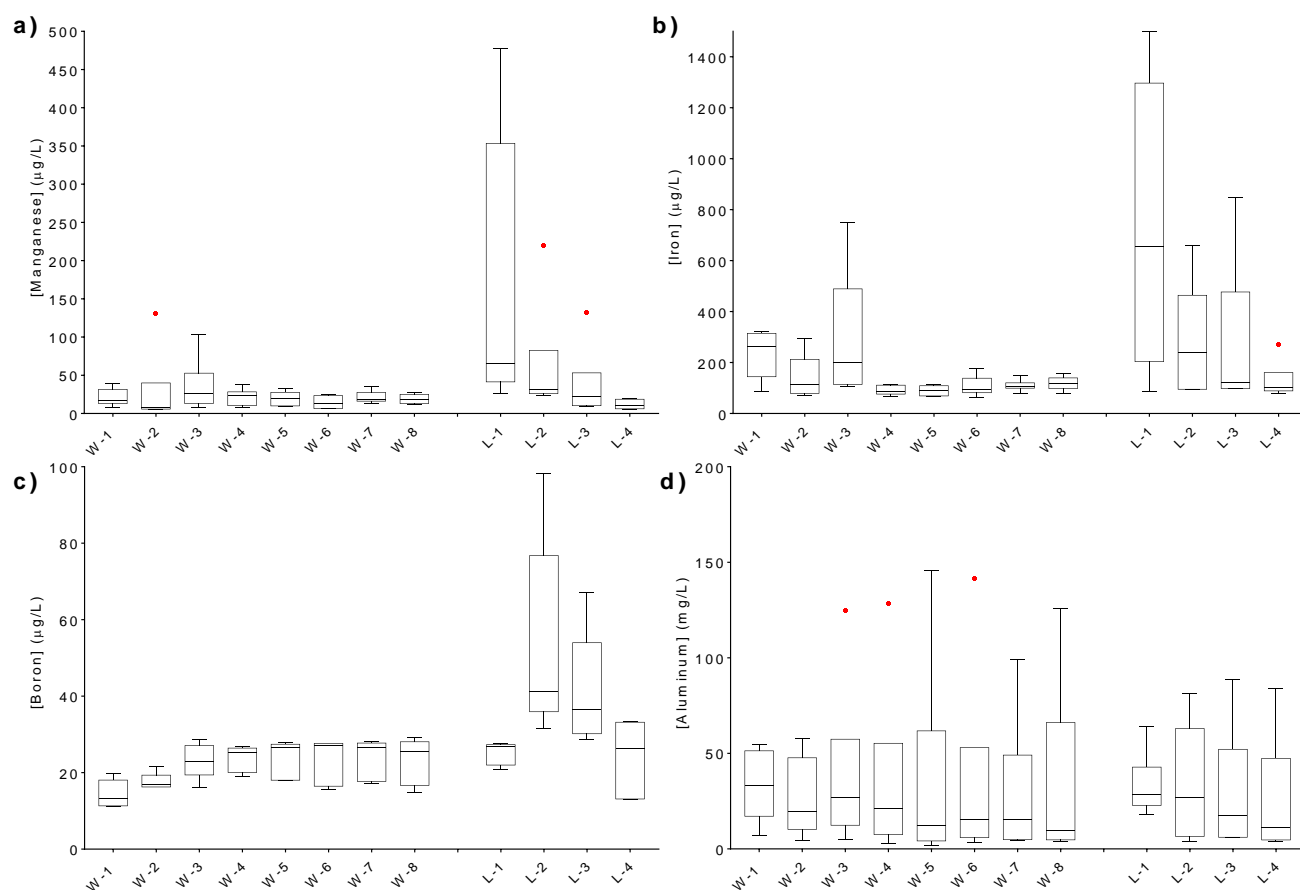 a)
[Manganese] (µg/L)
500
450
400
350
300
250
200
150
100
50
0
W-1 W-2 W-3 W-4 W-5 W-6 W-7 W-8 L-1 L-2 L-3 L-4
b)
[Iron] (µg/L)
1400
1200
1000
800
600
400
200
0
W-1 W-2 W-3 W-4 W-5 W-6 W-7 W-8 L-1 L-2 L-3 L-4
c)
[Boron] (µg/L)
100
80
60
40
20
0
W-1 W-2 W-3 W-4 W-5 W-6 W-7 W-8 L-1 L-2 L-3 L-4
d)
[Aluminum] (mg/L)
200
150
100
50
0
W-1 W-2 W-3 W-4 W-5 W-6 W-7 W-8 L-1 L-2 L-3 L-4